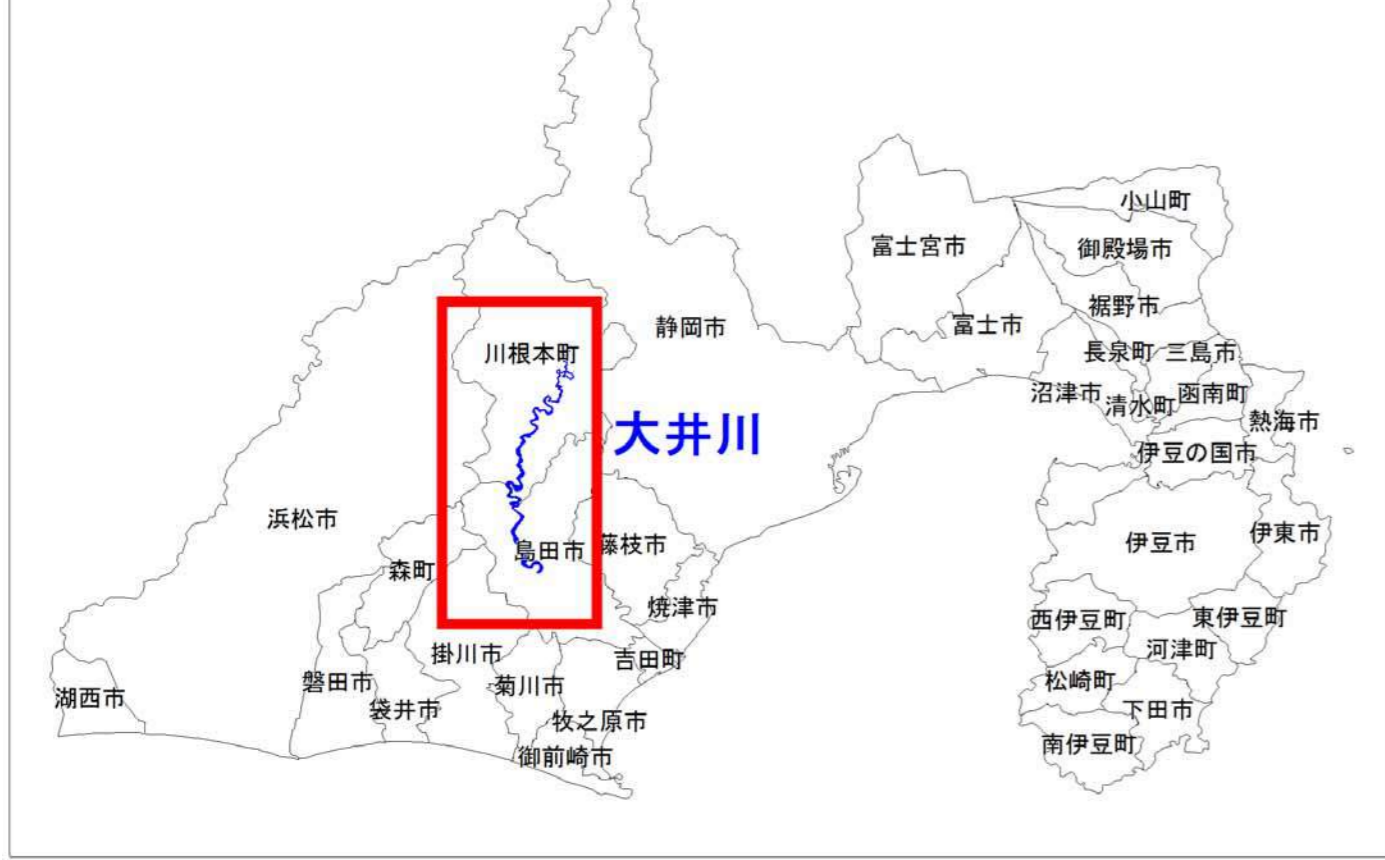 小山町
富士宮市
御殿場市
裾野市
富士市
静岡市
川根本町
長泉町
三島市
沼津市
清水町
函南町
熱海市
大井川
伊豆の国市
浜松市
島田市
藤枝市
伊豆市
伊東市
森町
焼津市
西伊豆町
東伊豆町
河津町
掛川市
吉田町
磐田市
菊川市
松崎町
湖西市
袋井市
牧之原市
下田市
御前崎市
南伊豆町